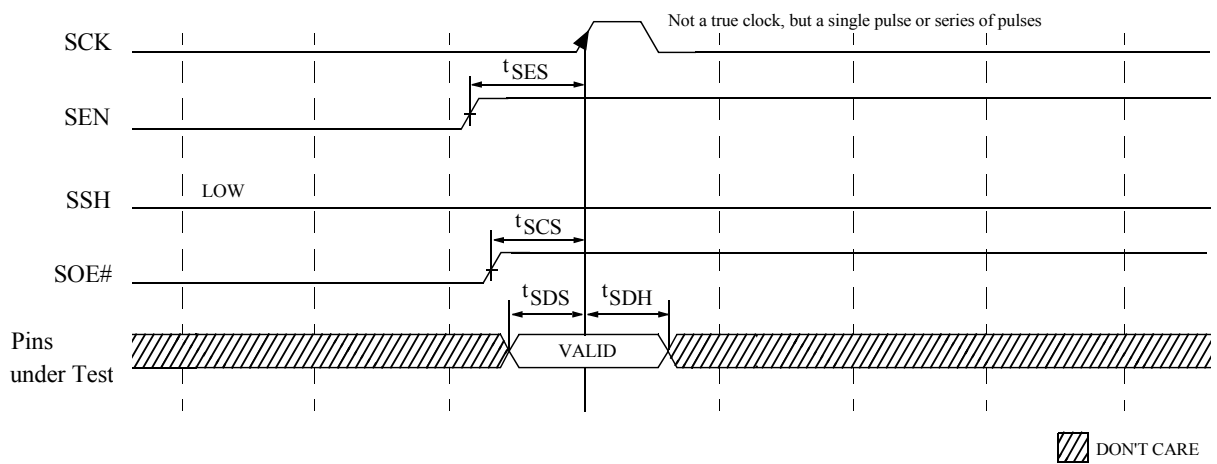 Not a true clock, but a single pulse or series of pulses
SCK
tSES
SEN
SSH
LOW
tSCS
SOE#
tSDS
tSDH
Pins
under Test
VALID
DON'T CARE